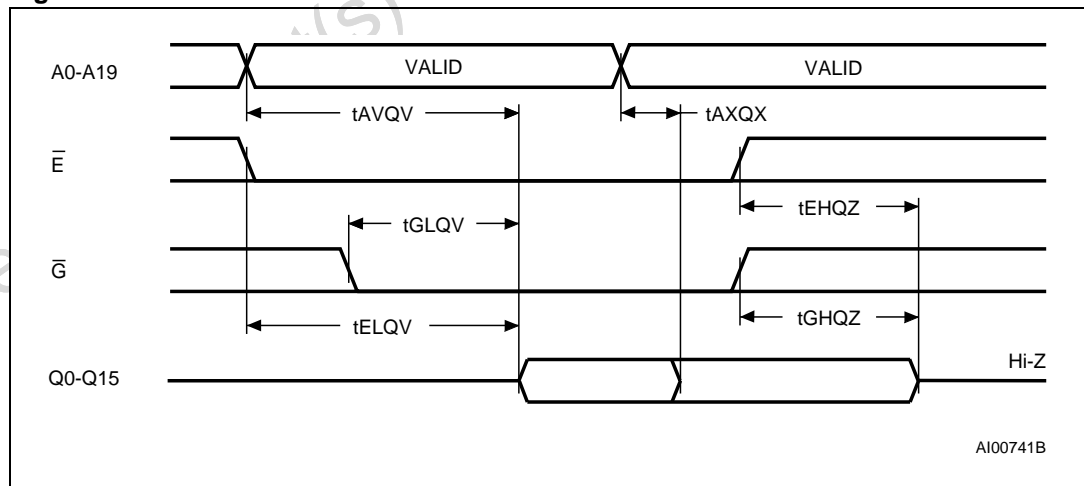 A0-A19
VALID
VALID
tAVQV
tAXQX
E̅
tEHQZ
tGLQV
G̅
tELQV
tGHQZ
Q0-Q15
Hi-Z
AI00741B